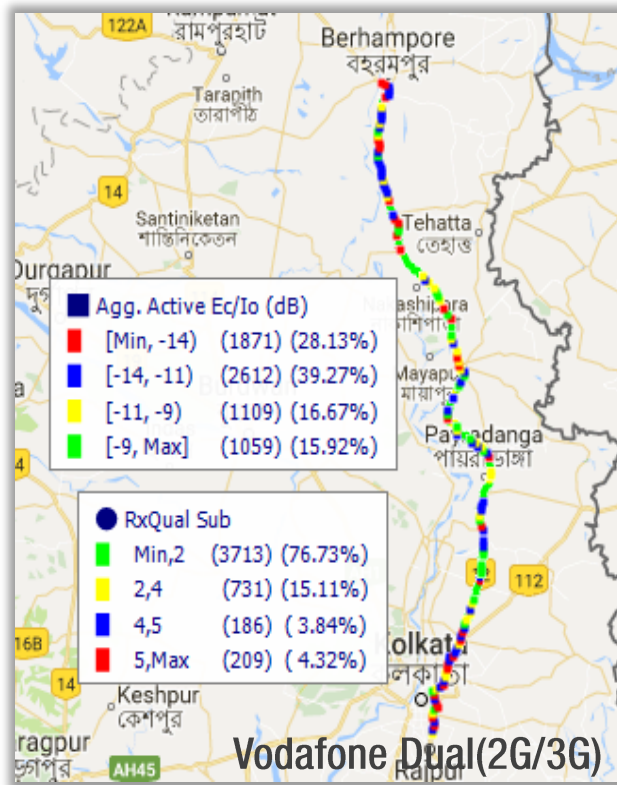 122A
রামপুরহাট
Berhampore
বহরমপুর
Tarapith
তারাপীঠ
14
Santiniketan
শান্তিনিকেতন
Tehatta
তেহাত্ত
Durgapur
Agg. Active Ec/Io (dB)
[Min, -14) (1871) (28.13%)
[-14, -11) (2612) (39.27%)
[-11, -9) (1109) (16.67%)
[-9, Max] (1059) (15.92%)
Mayapur
মায়াপুর
Payradanga
পায়রাডাঙ্গা
RxQual Sub
Min,2 (3713) (76.73%)
2,4 (731) (15.11%)
4,5 (186) ( 3.84%)
5,Max (209) ( 4.32%)
112
16B
Kolkata
কলকাতা
14
Keshpur
কেশপুর
AH45
Vodafone Dual(2G/3G)
Rajpur